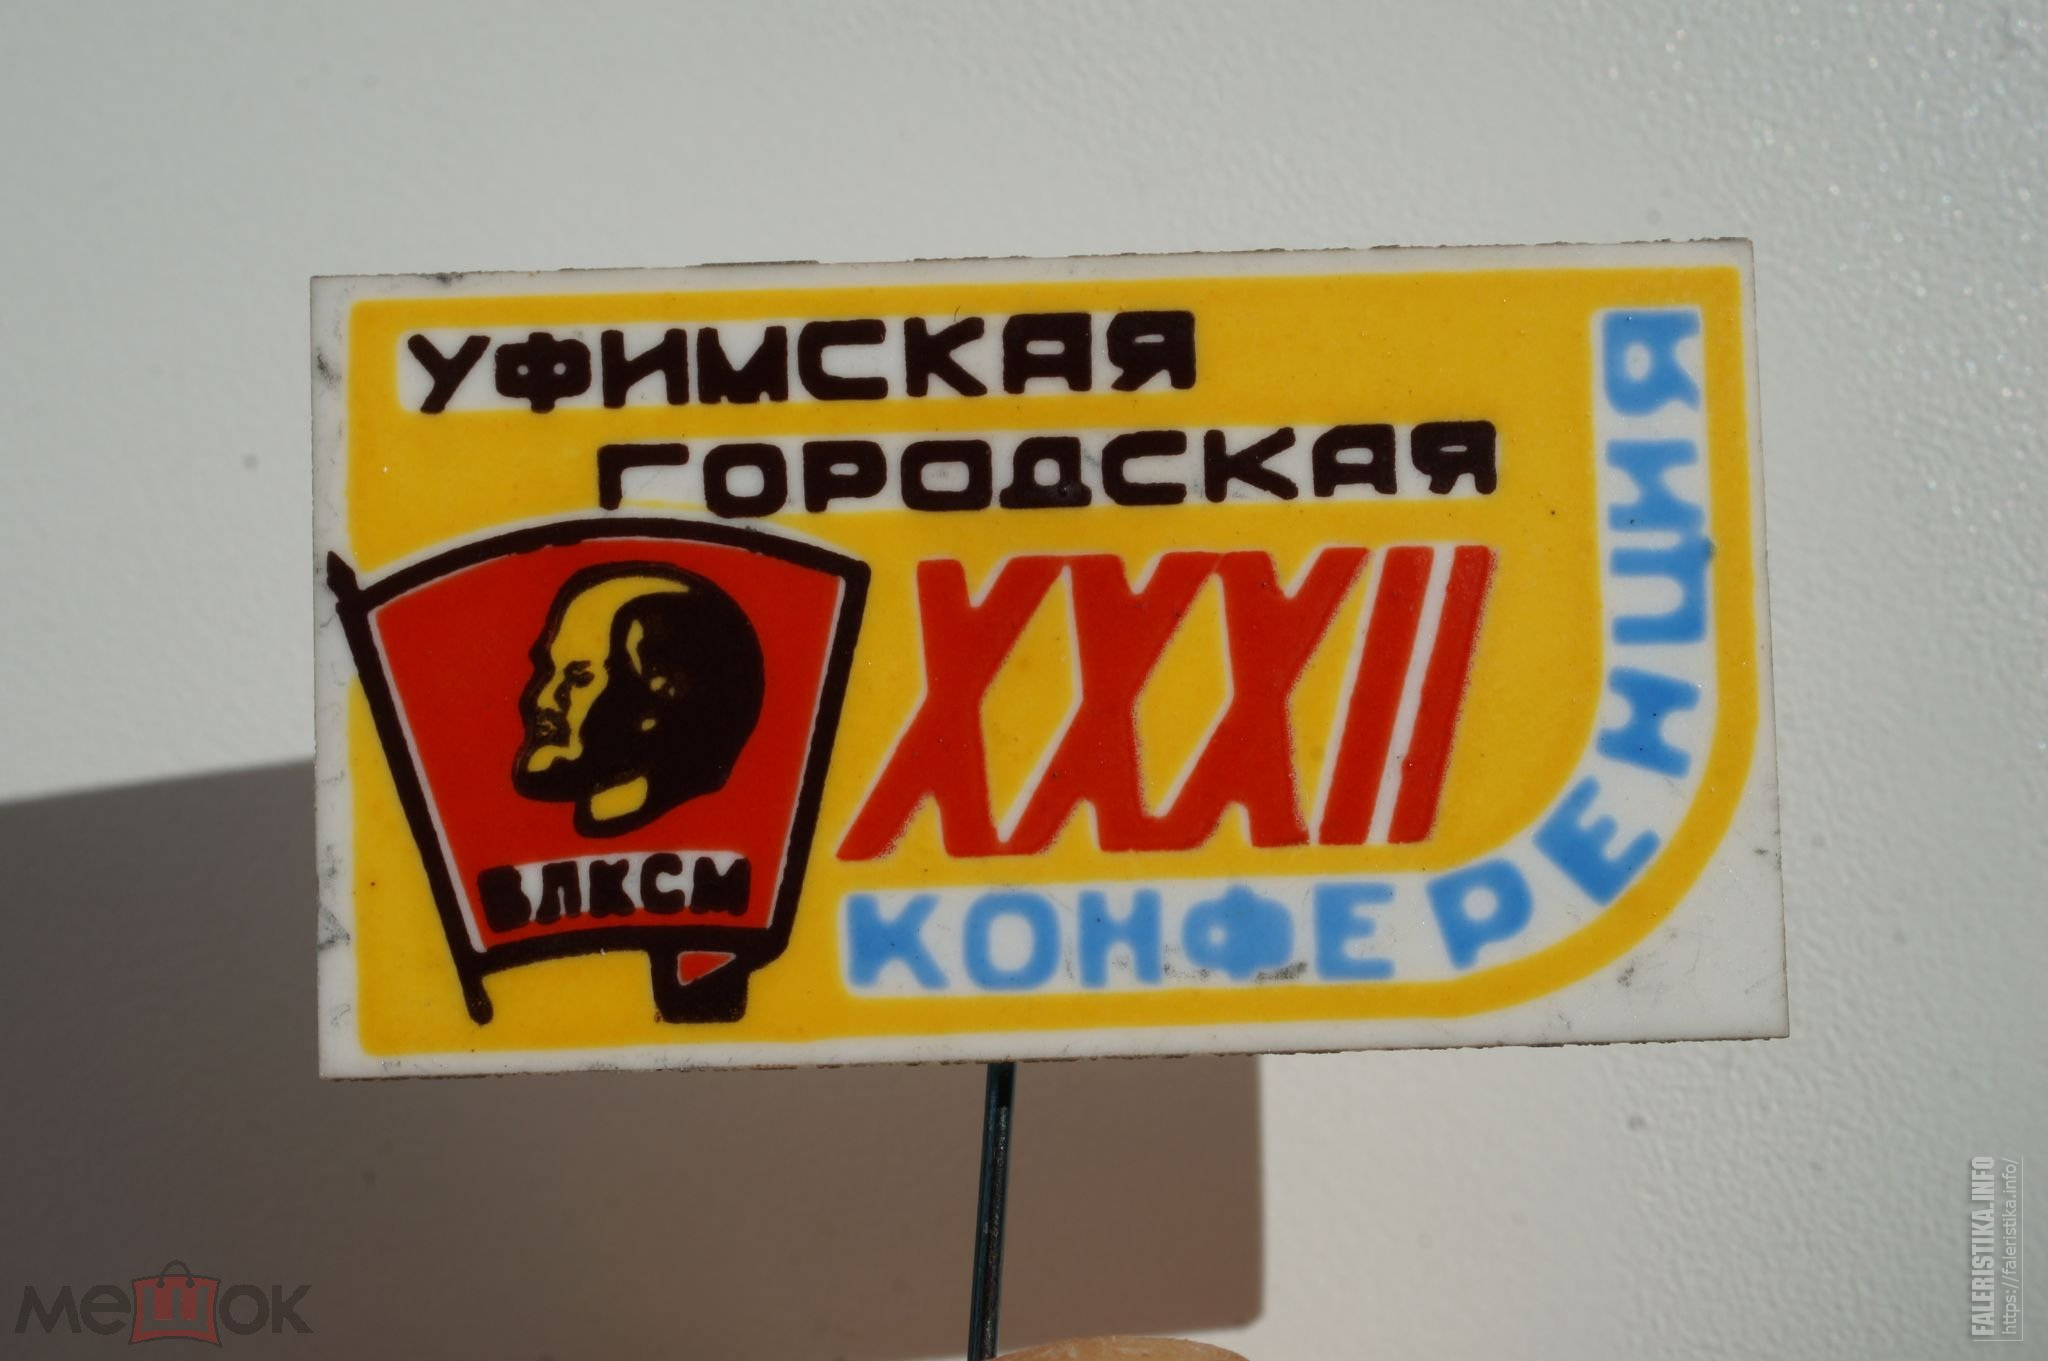 УФИМСКАЯ
ГОРОДСКАЯ
XXXII
ВЛКСМ
КОНФЕРЕНЦИЯ
мешок
FALERISTIKA.INFO
https://faleristika.info/